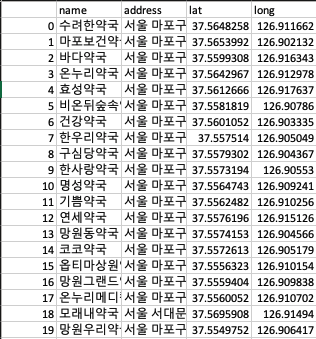 name address lat long
0 수려한약국 서울 마포구 37.5648258 126.911662
1 마포보건약 서울 마포구 37.5653992 126.902132
2 바다약국 서울 마포구 37.5599308 126.916343
3 온누리약국 서울 마포구 37.5642967 126.912978
4 효성약국 서울 마포구 37.5612666 126.917637
5 비온뒤숲속 서울 마포구 37.5581819 126.90786
6 건강약국 서울 마포구 37.5601052 126.903335
7 한우리약국 서울 마포구 37.557514 126.905049
8 구심당약국 서울 마포구 37.5579302 126.904367
9 한사랑약국 서울 마포구 37.5573194 126.90553
10 명성약국 서울 마포구 37.5564743 126.909241
11 기쁨약국 서울 마포구 37.5562482 126.910256
12 연세약국 서울 마포구 37.5576196 126.915126
13 망원동약국 서울 마포구 37.5574153 126.904566
14 코코약국 서울 마포구 37.5572613 126.905179
15 옵티마상원 서울 마포구 37.5556323 126.910154
16 망원그랜드 서울 마포구 37.5559404 126.909838
17 온누리메디 서울 마포구 37.5560052 126.910702
18 모래내약국 서울 서대문 37.5695908 126.91494
19 망원우리약 서울 마포구 37.5549752 126.906417